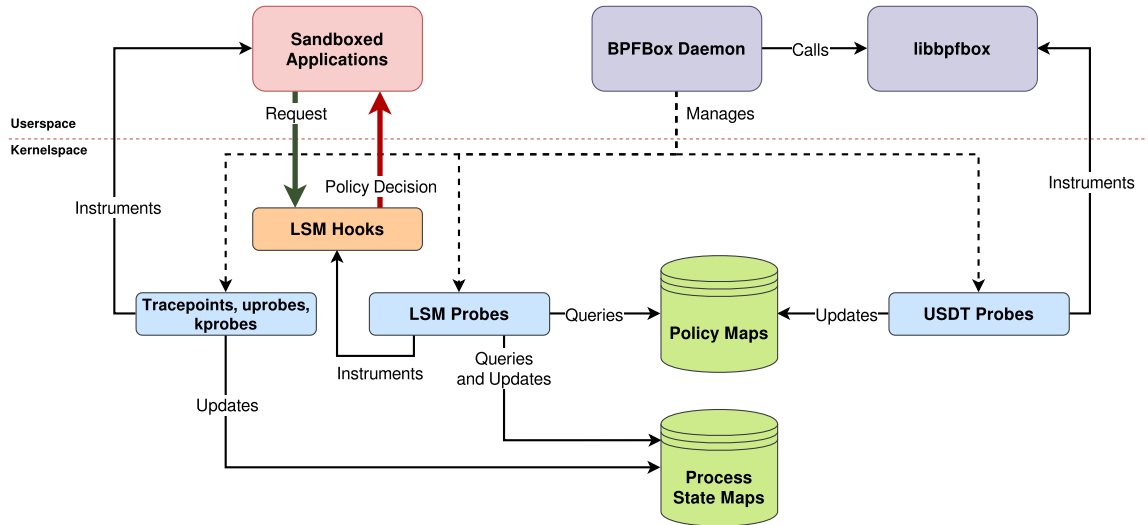 Sandboxed
Applications
BPFBox Daemon
Calls
libbpfbox
Request
Manages
Userspace
Kernelspace
Policy Decision
Instruments
Instruments
LSM Hooks
Tracepoints, uprobes,
kprobes
LSM Probes
Queries
Policy Maps
Updates
USDT Probes
Instruments
Queries
and Updates
Updates
Process
State Maps